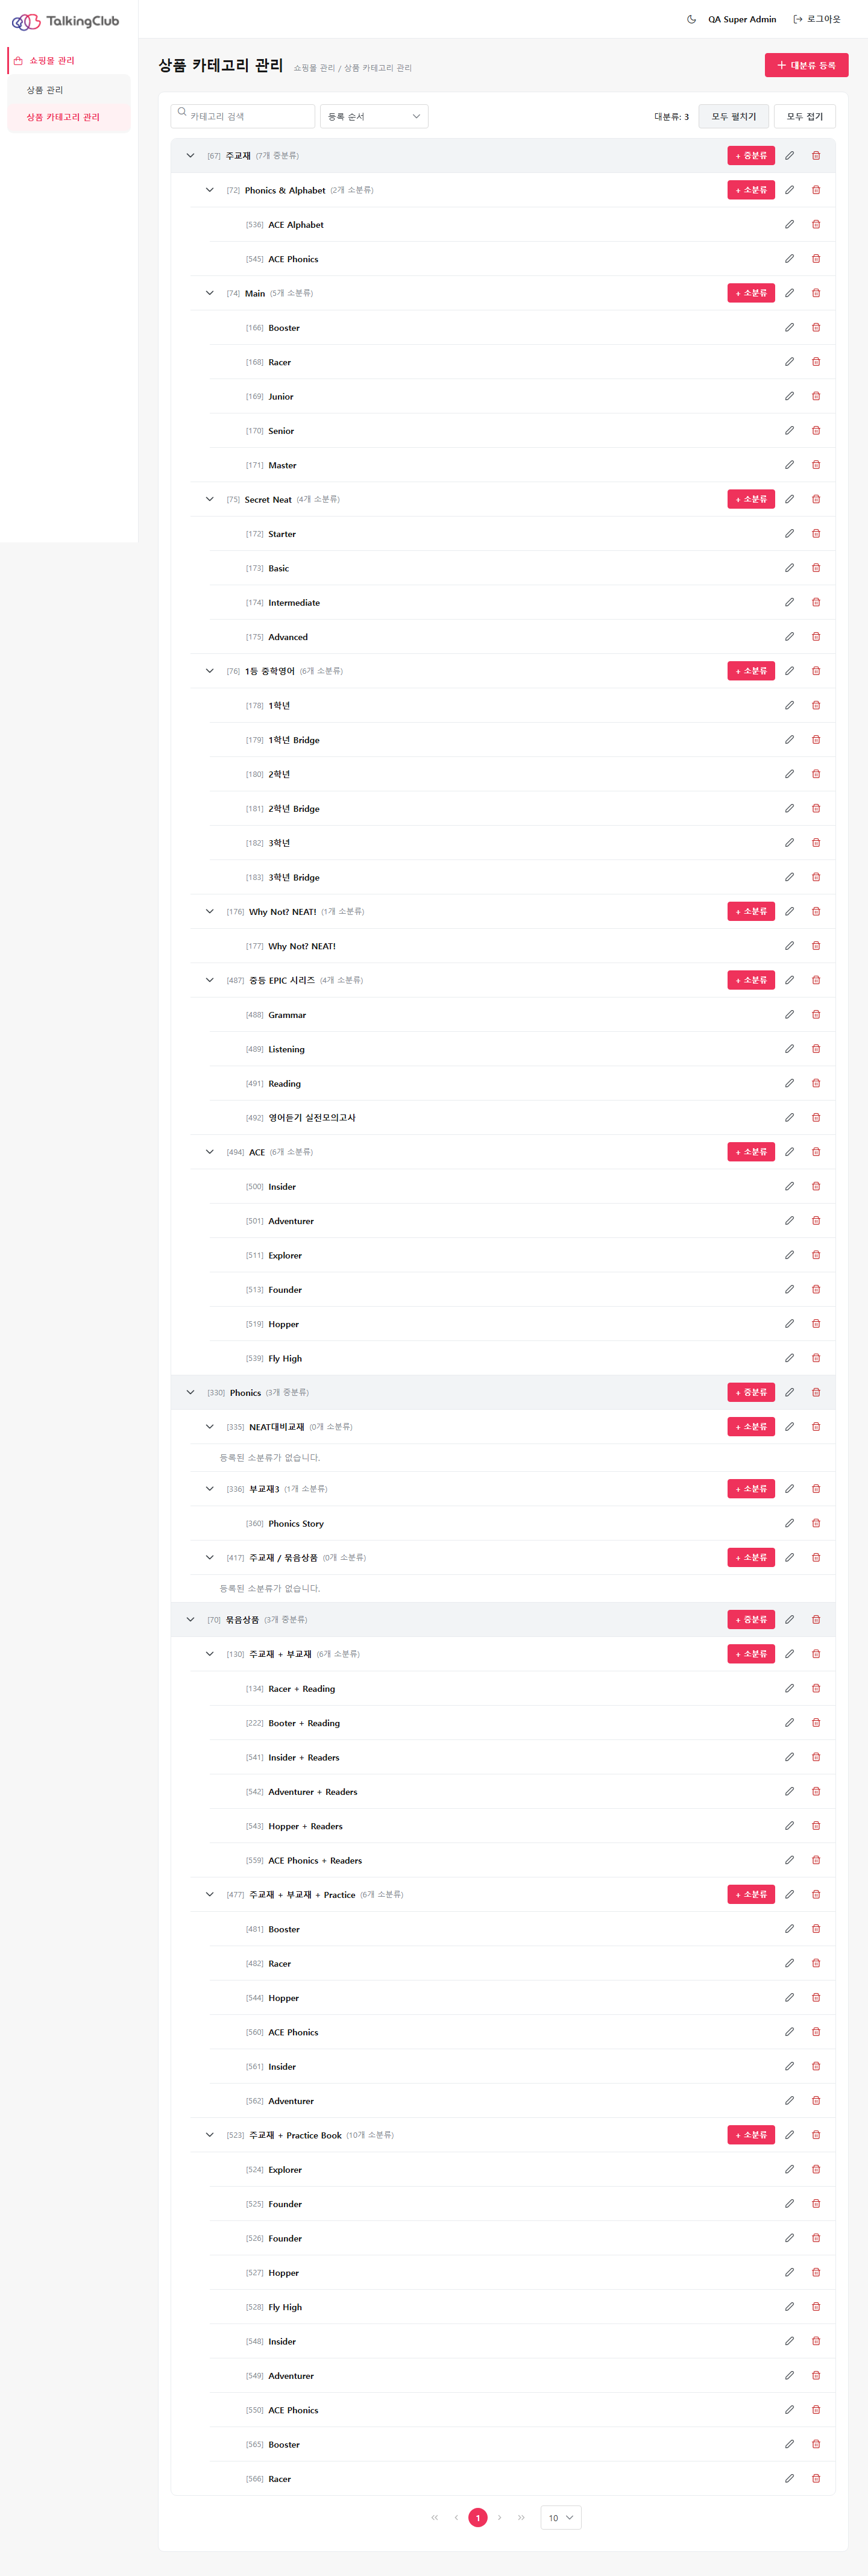 TalkingClub
QA Super Admin 로그아웃
쇼핑몰 관리
상품 관리
상품 카테고리 관리
상품 카테고리 관리 쇼핑몰 관리 / 상품 카테고리 관리
+ 대분류 등록
카테고리 검색 등록 순서 대분류: 3 모두 펼치기 모두 접기
[67] 주교재 (7개 중분류) + 중분류
[72] Phonics & Alphabet (2개 소분류) + 소분류
[536] ACE Alphabet
[545] ACE Phonics
[74] Main (5개 소분류) + 소분류
[166] Booster
[168] Racer
[169] Junior
[170] Senior
[171] Master
[75] Secret Neat (4개 소분류) + 소분류
[172] Starter
[173] Basic
[174] Intermediate
[175] Advanced
[76] 1등 중학영어 (6개 소분류) + 소분류
[178] 1학년
[179] 1학년 Bridge
[180] 2학년
[181] 2학년 Bridge
[182] 3학년
[183] 3학년 Bridge
[176] Why Not? NEAT! (1개 소분류) + 소분류
[177] Why Not? NEAT!
[487] 중등 EPIC 시리즈 (4개 소분류) + 소분류
[488] Grammar
[489] Listening
[491] Reading
[492] 영어듣기 실전모의고사
[494] ACE (6개 소분류) + 소분류
[500] Insider
[501] Adventurer
[511] Explorer
[513] Founder
[519] Hopper
[539] Fly High
[330] Phonics (3개 중분류) + 중분류
[335] NEAT대비교재 (0개 소분류) + 소분류
등록된 소분류가 없습니다.
[336] 부교재3 (1개 소분류) + 소분류
[360] Phonics Story
[417] 주교재 / 묶음상품 (0개 소분류) + 소분류
등록된 소분류가 없습니다.
[70] 묶음상품 (3개 중분류) + 중분류
[130] 주교재 + 부교재 (6개 소분류) + 소분류
[134] Racer + Reading
[222] Booter + Reading
[541] Insider + Readers
[542] Adventurer + Readers
[543] Hopper + Readers
[559] ACE Phonics + Readers
[477] 주교재 + 부교재 + Practice (6개 소분류) + 소분류
[481] Booster
[482] Racer
[544] Hopper
[560] ACE Phonics
[561] Insider
[562] Adventurer
[523] 주교재 + Practice Book (10개 소분류) + 소분류
[524] Explorer
[525] Founder
[526] Founder
[527] Hopper
[528] Fly High
[548] Insider
[549] Adventurer
[550] ACE Phonics
[565] Booster
[566] Racer
1 10